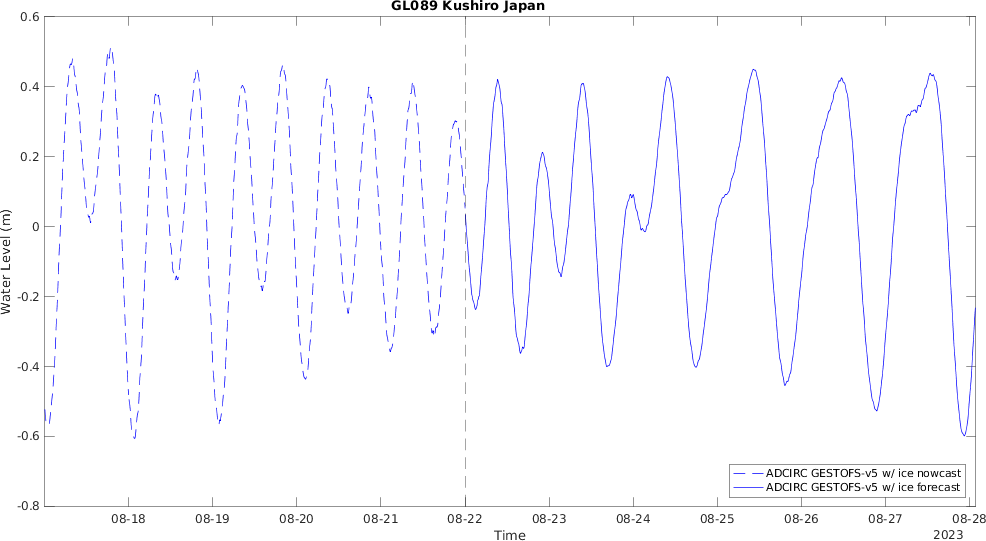 GL089 Kushiro Japan
Water Level (m)
0.6
0.4
0.2
0
-0.2
-0.4
-0.6
-0.8
ADCIRC GESTOFS-v5 w/ ice nowcast
ADCIRC GESTOFS-v5 w/ ice forecast
08-18 08-19 08-20 08-21 08-22 08-23 08-24 08-25 08-26 08-27 08-28
Time
2023